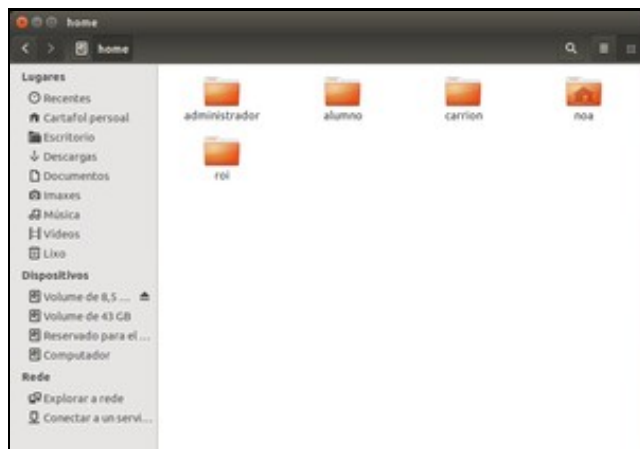 home
home
Lugares
Recentes
Cartafol persoal
Escritorio
Descargas
Documentos
Imaxes
Música
Vídeos
Lixo
Dispositivos
Volume de 8,5 ...
Volume de 43 GB
Reservado para el ...
Computador
Rede
Explorar a rede
Conectar a un servi...
administrador alumno carrion noa
roi